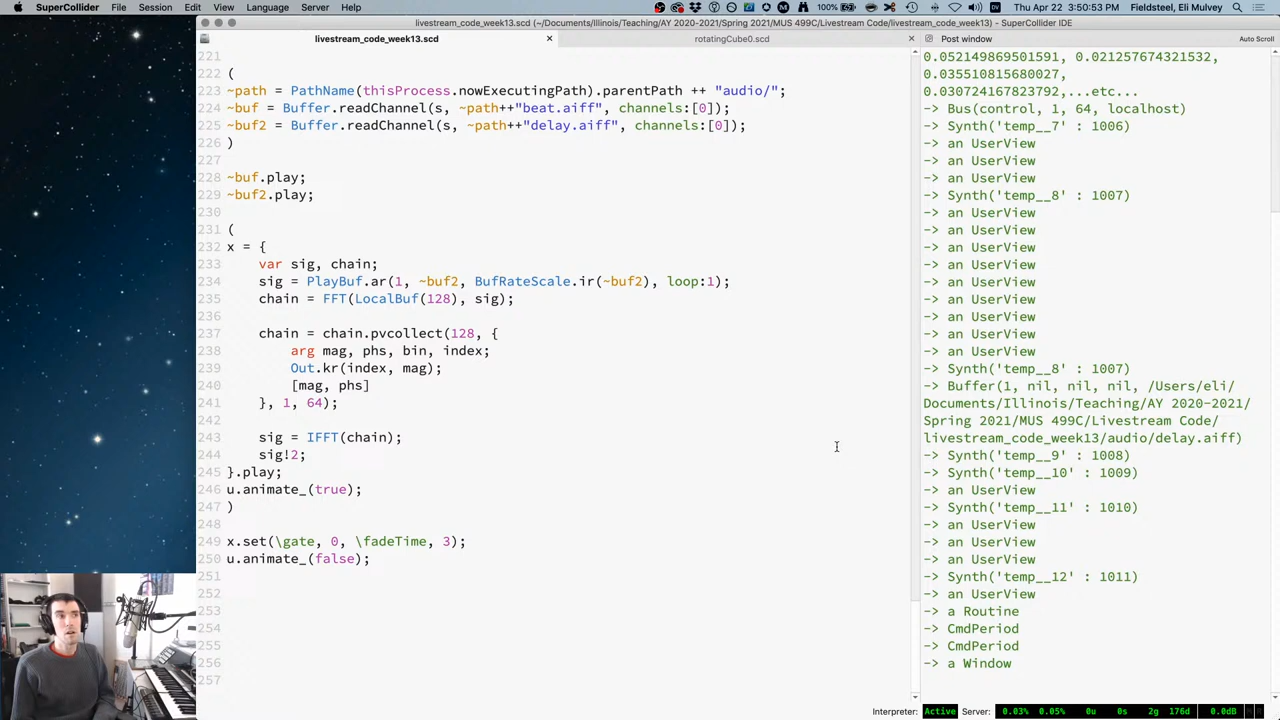 SuperCollider File Session Edit View Language Help 100% Thu Apr 22 3:50:53 PM Fieldsteel, Eli Mulvey
livestream_code_week13.scd (~/Documents/Illinois/Teaching/AY 2020-2021/Spring 2021/MUS 499C/Livestream Code/livestream_code_week13) - SuperCollider IDE
livestream_code_week13.scd
rotatingCube0.scd
Post window
Auto Scroll
221
222 (
223 ~path = PathName(thisProcess.nowExecutingPath).parentPath ++ "audio/";
224 ~buf = Buffer.readChannel(s, ~path++"beat.aiff", channels:[0]);
225 ~buf2 = Buffer.readChannel(s, ~path++"delay.aiff", channels:[0]);
226 )
227
228 ~buf.play;
229 ~buf2.play;
230
231 (
232 x = {
233 var sig, chain;
234 sig = PlayBuf.ar(1, ~buf2, BufRateScale.ir(~buf2), loop:1);
235 chain = FFT(LocalBuf(128), sig);
236
237 chain = chain.pvcollect(128, {
238 arg mag, phs, bin, index;
239 Out.kr(index, mag);
240 [mag, phs]
241 }, 1, 64);
242
243 sig = IFFT(chain);
244 sig!2;
245 }.play;
246 u.animate_(true);
247 )
248
249 x.set(\gate, 0, \fadeTime, 3);
250 u.animate_(false);
251
252
253
254
255
256
257
0.052149869501591, 0.021257674321532,
0.035510815680027,
0.030724167823792,...etc...
-> Bus(control, 1, 64, localhost)
-> Synth('temp__7' : 1006)
-> an UserView
-> an UserView
-> an UserView
-> Synth('temp__8' : 1007)
-> an UserView
-> an UserView
-> an UserView
-> an UserView
-> an UserView
-> an UserView
-> an UserView
-> an UserView
-> an UserView
-> Synth('temp__8' : 1007)
-> Buffer(1, nil, nil, nil, /Users/eli/
Documents/Illinois/Teaching/AY 2020-2021/
Spring 2021/MUS 499C/Livestream Code/
livestream_code_week13/audio/delay.aiff)
-> Synth('temp__9' : 1008)
-> Synth('temp__10' : 1009)
-> an UserView
-> Synth('temp__11' : 1010)
-> an UserView
-> an UserView
-> an UserView
-> Synth('temp__12' : 1011)
-> an UserView
-> a Routine
-> CmdPeriod
-> CmdPeriod
-> a Window
Interpreter: Active Server: 0.03% 0.05% 0u 0s 2g 176d 0.0dB